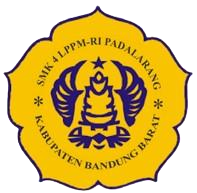 SMK 4 LPPM-RI PADALARANG
KABUPATEN BANDUNG BARAT